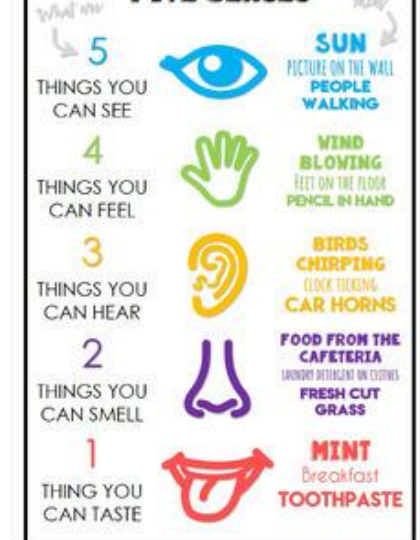 What are
5
THINGS YOU
CAN SEE
SUN
PICTURE ON THE WALL
PEOPLE
WALKING
4
THINGS YOU
CAN FEEL
WIND
BLOWING
FEET ON THE FLOOR
PENCIL IN HAND
3
THINGS YOU
CAN HEAR
BIRDS
CHIRPING
CLOCK TICKING
CAR HORNS
2
THINGS YOU
CAN SMELL
FOOD FROM THE
CAFETERIA
LAUNDRY DETERGENT ON CLOTHES
FRESH CUT
GRASS
1
THING YOU
CAN TASTE
MINT
Breakfast
TOOTHPASTE